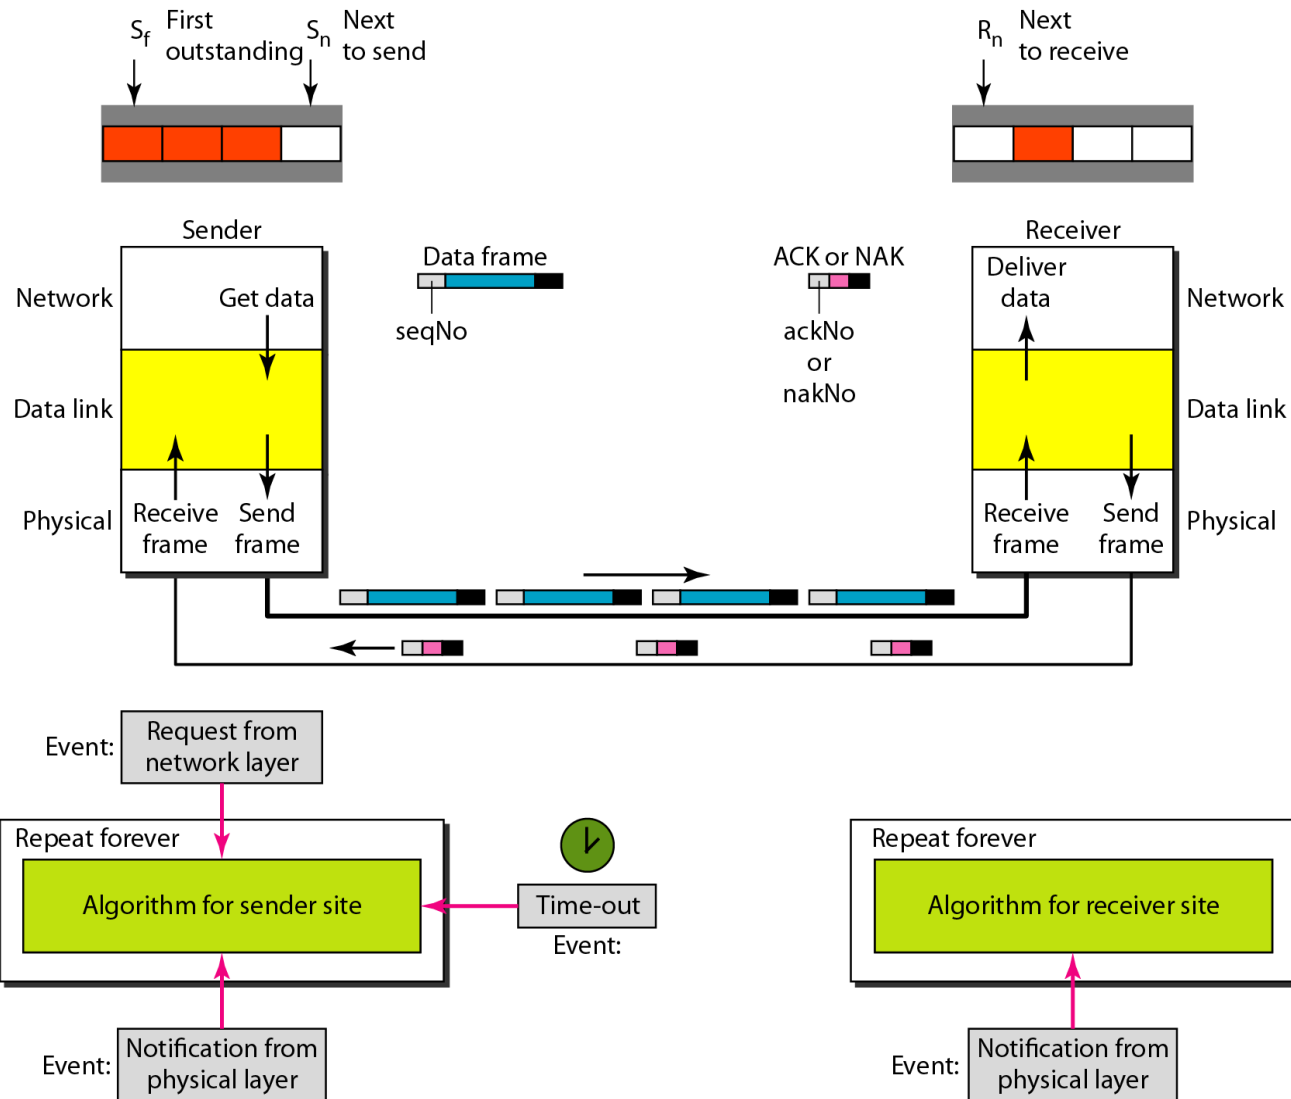 Sf First
outstanding
Sn Next
to send
Rn Next
to receive
Sender
Receiver
Data frame
seqNo
ACK or NAK
ackNo
or
nakNo
Network
Get data
Data link
Physical
Receive
frame
Send
frame
Deliver
data
Network
Data link
Receive
frame
Send
frame
Physical
Event:
Request from
network layer
Repeat forever
Algorithm for sender site
Time-out
Event:
Event:
Notification from
physical layer
Repeat forever
Algorithm for receiver site
Event:
Notification from
physical layer